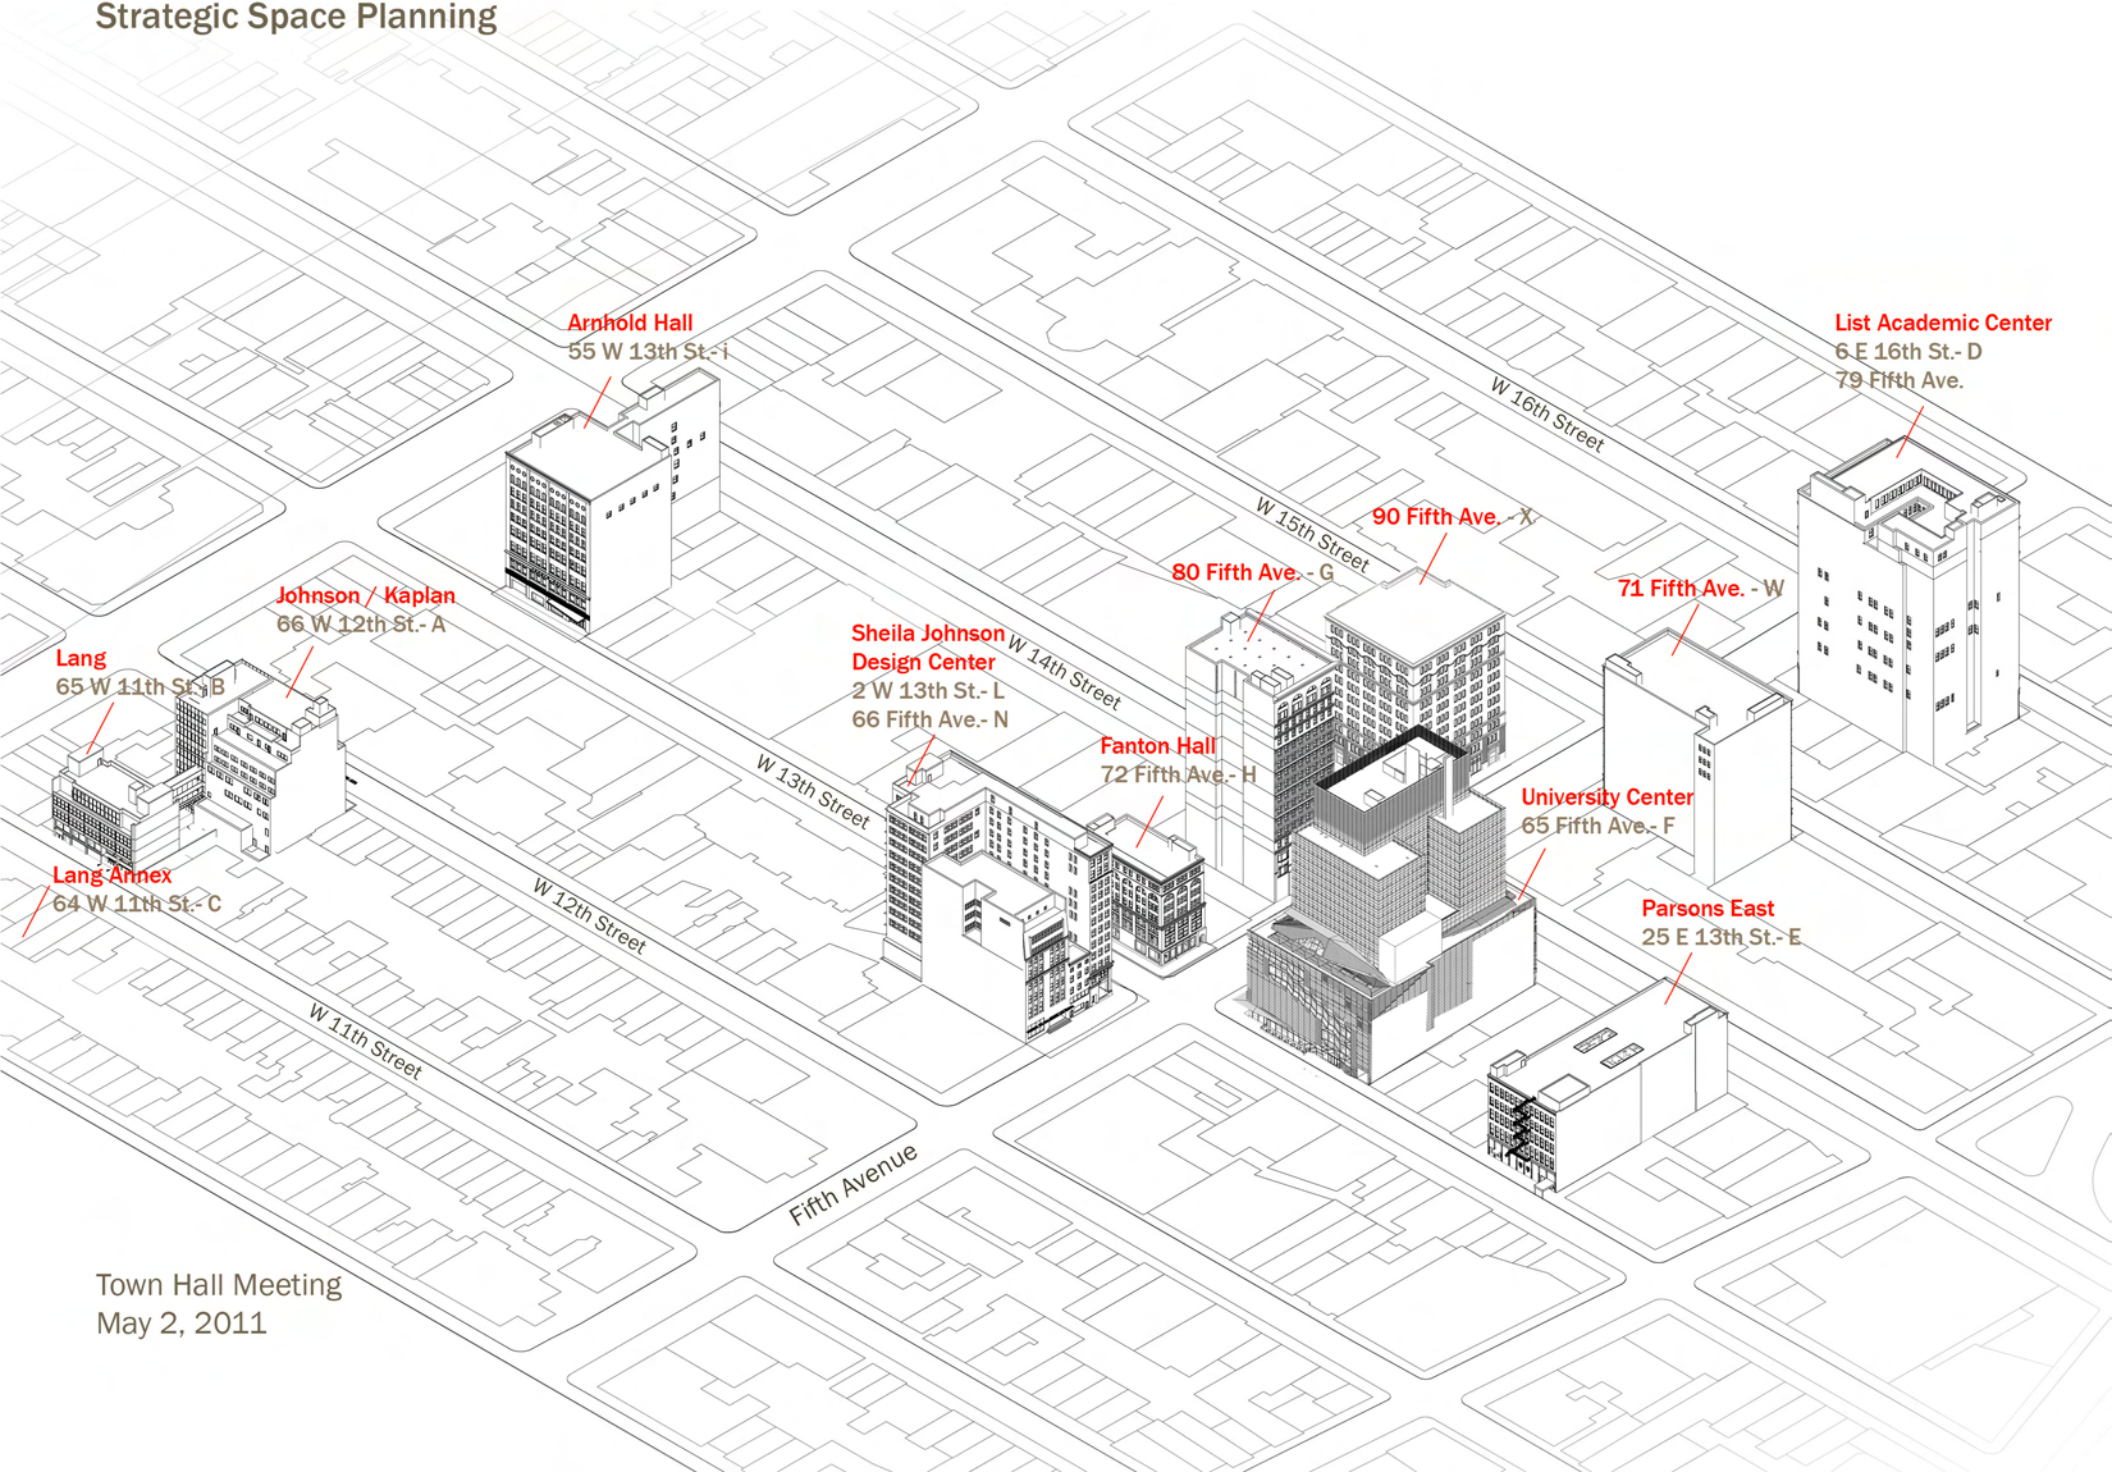 Strategic Space Planning
Arnhold Hall
55 W 13th St.- i
List Academic Center
6 E 16th St.- D
79 Fifth Ave.
W 16th Street
W 15th Street
90 Fifth Ave. - X
80 Fifth Ave. - G
71 Fifth Ave. - W
Johnson / Kaplan
66 W 12th St.- A
Sheila Johnson
Design Center
2 W 13th St.- L
66 Fifth Ave.- N
W 14th Street
Lang
65 W 11th St.- B
Fanton Hall
72 Fifth Ave.- H
W 13th Street
University Center
65 Fifth Ave.- F
Lang Annex
64 W 11th St.- C
W 12th Street
Parsons East
25 E 13th St.- E
W 11th Street
Fifth Avenue
Town Hall Meeting
May 2, 2011